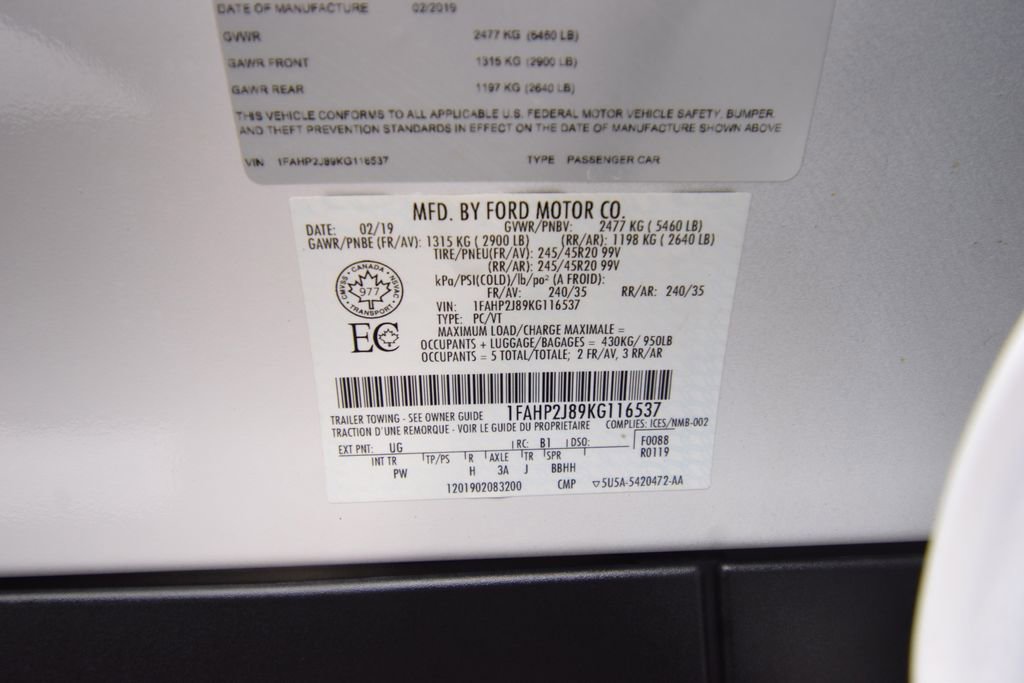 DATE OF MANUFACTURE 02/2019
GVWR 2477 KG (5460 LB)
GAWR FRONT 1315 KG (2900 LB)
GAWR REAR 1197 KG (2640 LB)
THIS VEHICLE CONFORMS TO ALL APPLICABLE U.S. FEDERAL MOTOR VEHICLE SAFETY, BUMPER,
AND THEFT PREVENTION STANDARDS IN EFFECT ON THE DATE OF MANUFACTURE SHOWN ABOVE
VIN 1FAHP2J89KG116537 TYPE PASSENGER CAR
MFD. BY FORD MOTOR CO.
DATE: 02/19 GVWR/PNBV: 2477 KG ( 5460 LB)
GAWR/PNBE (FR/AV): 1315 KG ( 2900 LB) (RR/AR): 1198 KG ( 2640 LB)
TIRE/PNEU(FR/AV): 245/45R20 99V
(RR/AR): 245/45R20 99V
kPa/PSI(COLD)/lb/po² (A FROID):
FR/AV: 240/35 RR/AR: 240/35
CANADA
CMVSS 977 NSVAC
TRANSPORT
VIN: 1FAHP2J89KG116537
TYPE: PC/VT
EC
MAXIMUM LOAD/CHARGE MAXIMALE =
OCCUPANTS + LUGGAGE/BAGAGES = 430KG/ 950LB
OCCUPANTS = 5 TOTAL/TOTALE; 2 FR/AV, 3 RR/AR
1FAHP2J89KG116537
TRAILER TOWING - SEE OWNER GUIDE
TRACTION D'UNE REMORQUE - VOIR LE GUIDE DU PROPRIETAIRE
COMPLIES: ICES/NMB-002
EXT PNT: UG RC: B1 DSO: F0088
R0119
INT TR TP/PS R AXLE TR SPR
PW H 3A J BBHH
1201902083200 CMP ▽5U5A-5420472-AA